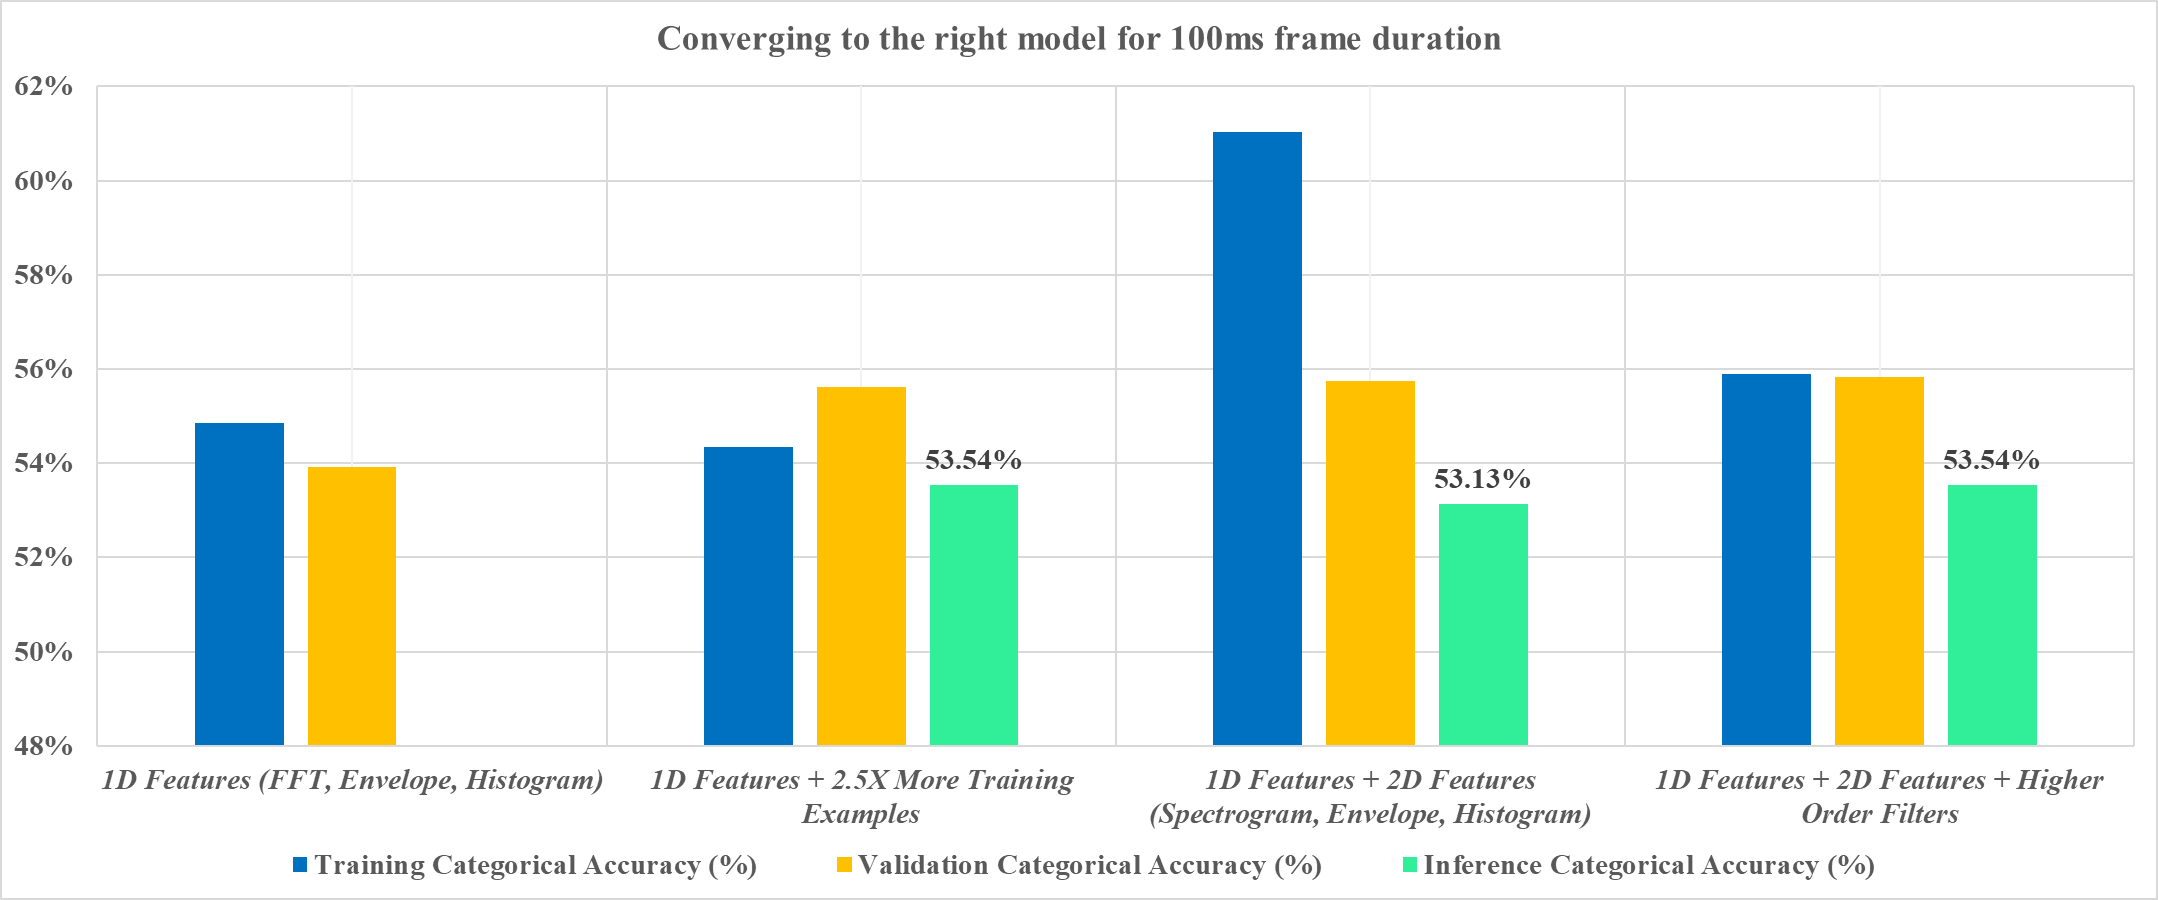 Converging to the right model for 100ms frame duration
62%
60%
58%
56%
54%
52%
50%
48%
53.54%
53.13%
53.54%
1D Features (FFT, Envelope, Histogram)
1D Features + 2.5X More Training
Examples
1D Features + 2D Features
(Spectrogram, Envelope, Histogram)
1D Features + 2D Features + Higher
Order Filters
Training Categorical Accuracy (%)
Validation Categorical Accuracy (%)
Inference Categorical Accuracy (%)